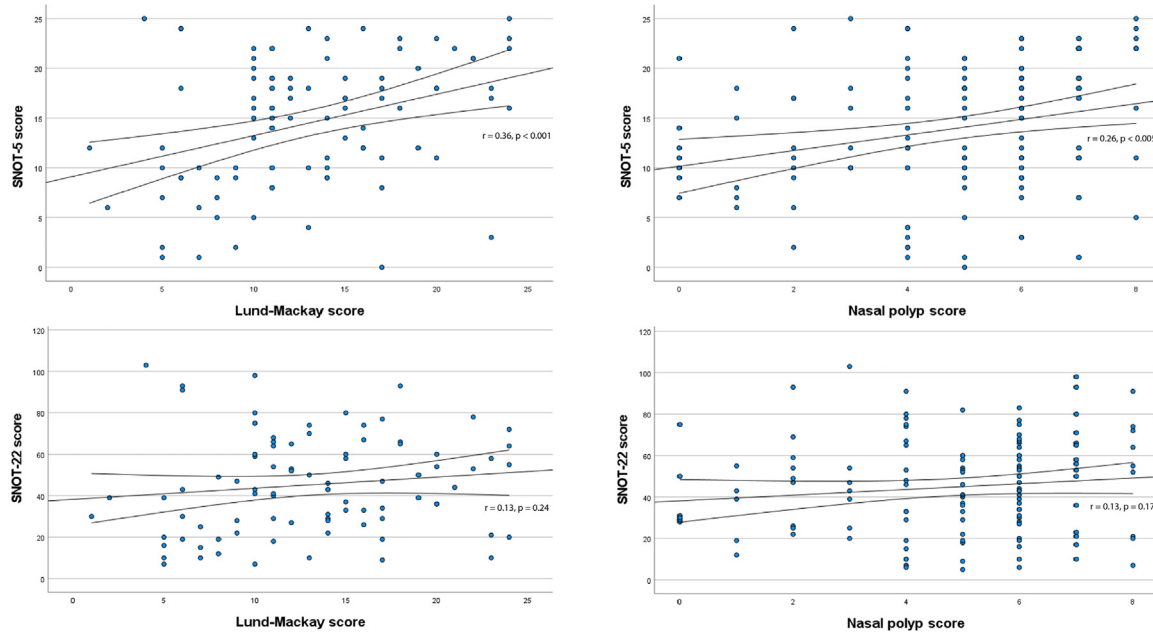 25
20
15
10
5
0
SNOT-5 score
r = 0.36, p < 0.001
0 5 10 15 20 25
Lund-Mackay score
25
20
15
10
5
0
SNOT-5 score
r = 0.26, p < 0.005
0 2 4 6 8
Nasal polyp score
120
100
80
60
40
20
0
SNOT-22 score
r = 0.13, p = 0.24
0 5 10 15 20 25
Lund-Mackay score
120
100
80
60
40
20
0
SNOT-22 score
r = 0.13, p = 0.17
0 2 4 6 8
Nasal polyp score